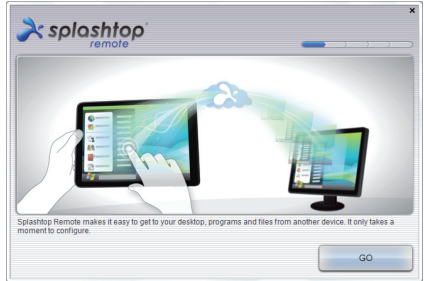 splashtop
remote
Splashtop Remote makes it easy to get to your desktop, programs and files from another device. It only takes a
moment to configure.
GO